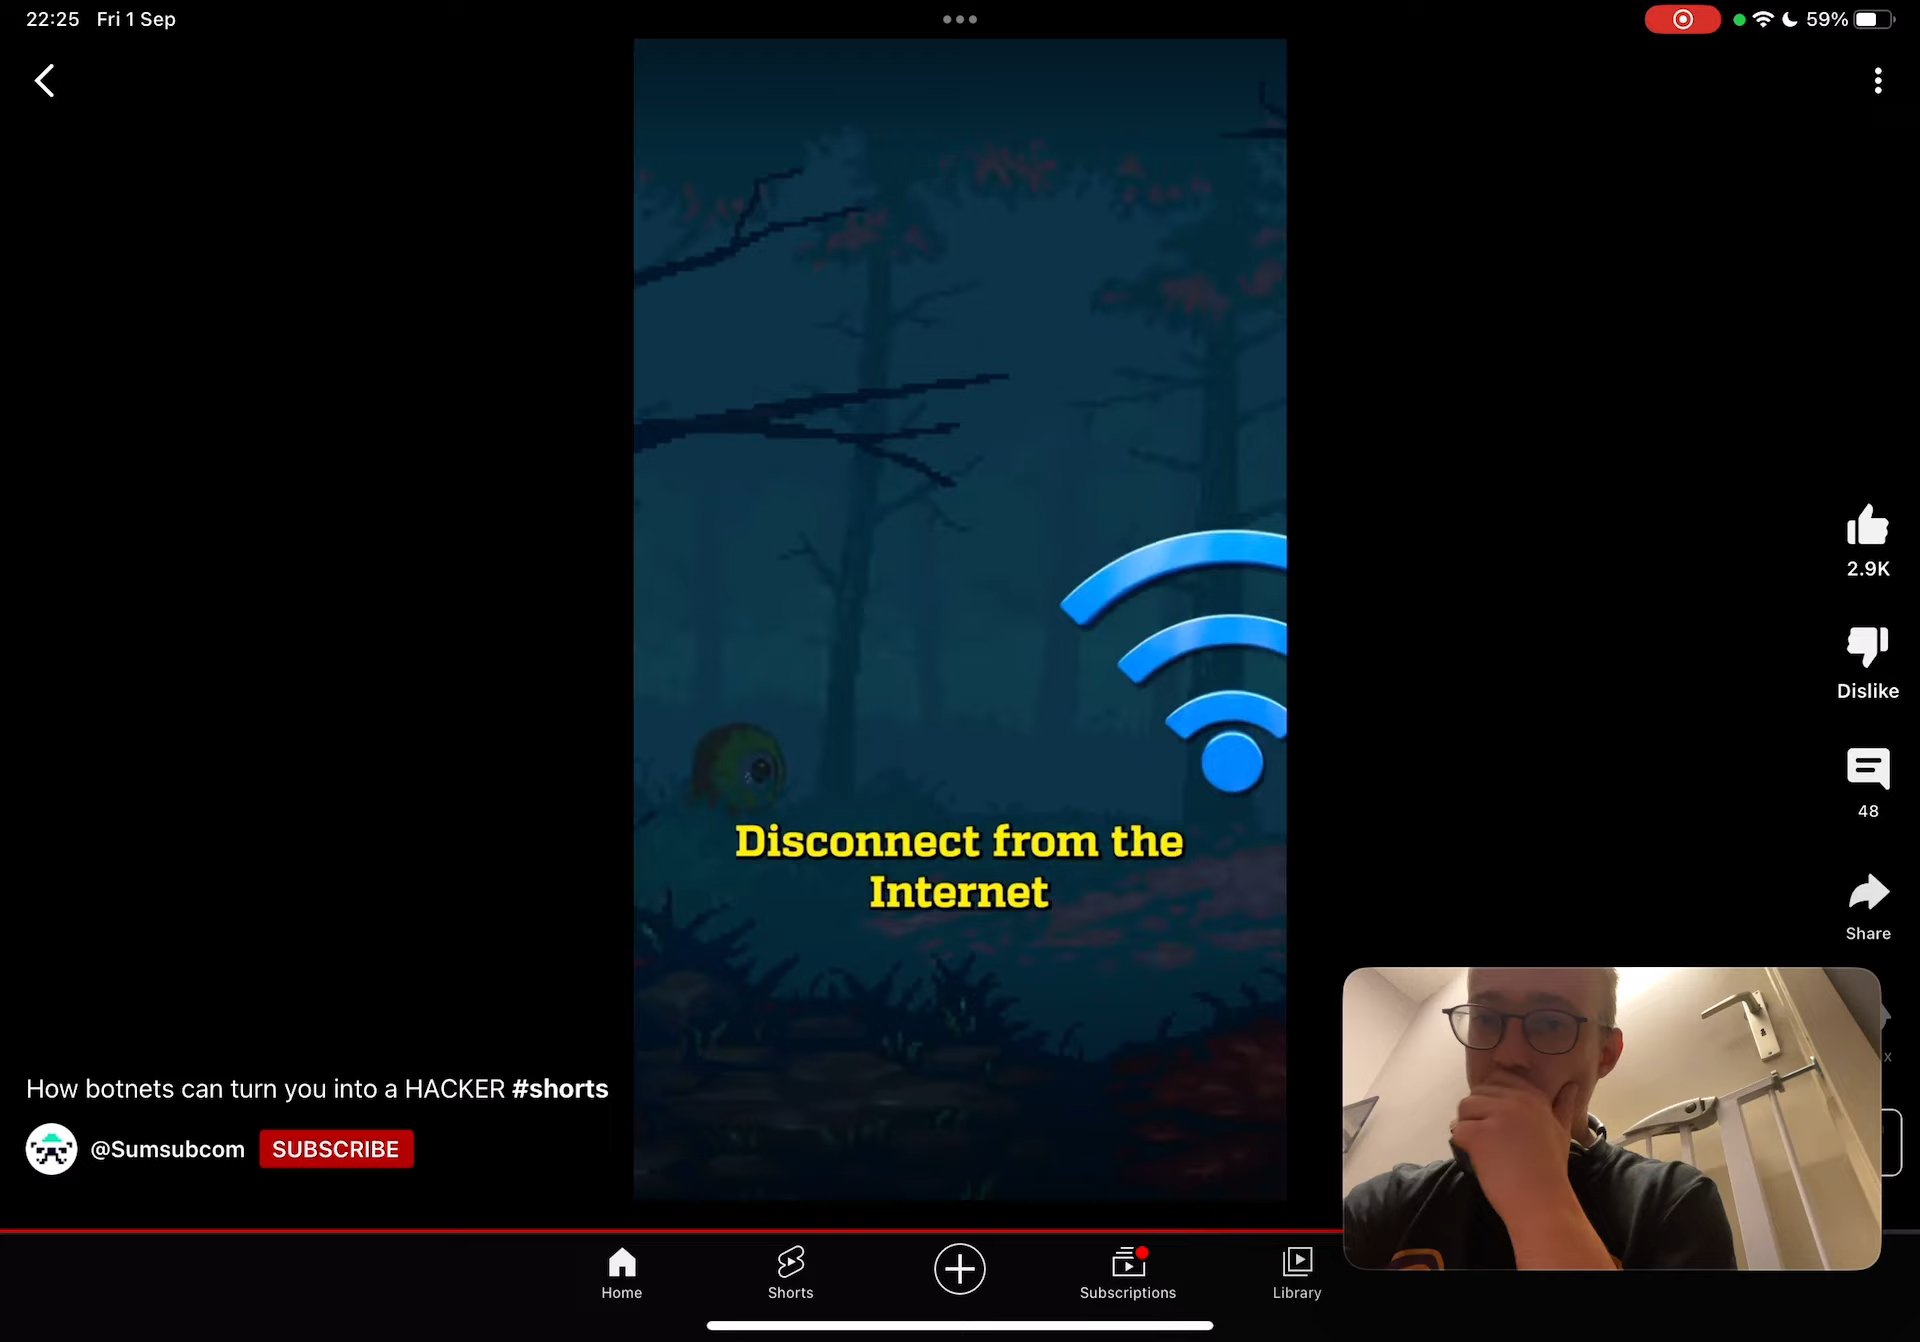 22:25 Fri 1 Sep
59%
Disconnect from the
Internet
2.9K
Dislike
48
Share
x
How botnets can turn you into a HACKER #shorts
@Sumsubcom SUBSCRIBE
Home
Shorts
Subscriptions
Library